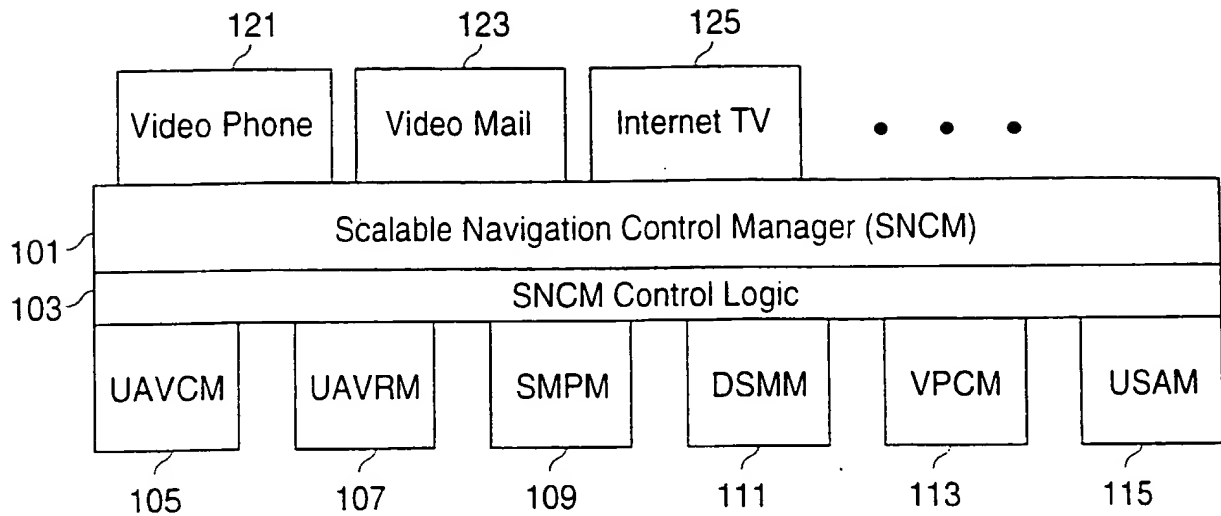 121 123 125
Video Phone Video Mail Internet TV
101 Scalable Navigation Control Manager (SNCM)
103 SNCM Control Logic
UAVCM UAVRM SMPM DSMM VPCM USAM
105 107 109 111 113 115